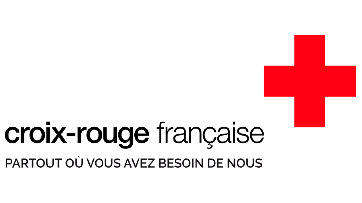 croix-rouge française
PARTOUT OÙ VOUS AVEZ BESOIN DE NOUS